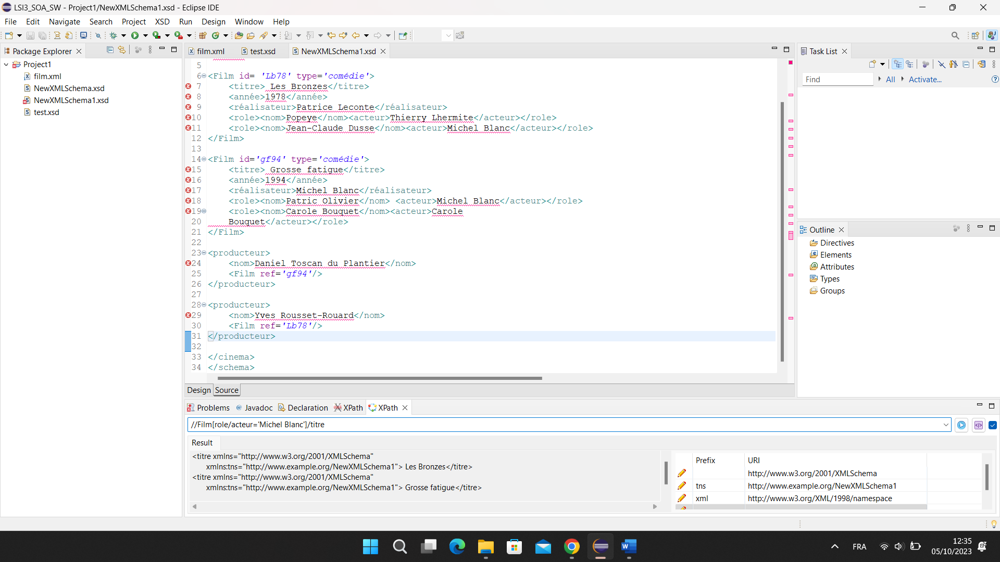 LSI3_SOA_SW - Project1/NewXMLSchema1.xsd - Eclipse IDE
File Edit Navigate Search Project XSD Run Design Window Help
Package Explorer
film.xml test.xsd NewXMLSchema1.xsd
Task List
Project1
film.xml
NewXMLSchema.xsd
NewXMLSchema1.xsd
test.xsd
5
6 <Film id= 'Lb78' type='comédie'>
7 <titre> Les Bronzes</titre>
8 <année>1978</année>
9 <réalisateur>Patrice Leconte</réalisateur>
10 <role><nom>Popeye</nom><acteur>Thierry Lhermite</acteur></role>
11 <role><nom>Jean-Claude Dusse</nom><acteur>Michel Blanc</acteur></role>
12 </Film>
13
14 <Film id='gf94' type='comédie'>
15 <titre> Grosse fatigue</titre>
16 <année>1994</année>
17 <réalisateur>Michel Blanc</réalisateur>
18 <role><nom>Patric Olivier</nom> <acteur>Michel Blanc</acteur></role>
19 <role><nom>Carole Bouquet</nom><acteur>Carole
20 Bouquet</acteur></role>
21 </Film>
22
23 <producteur>
24 <nom>Daniel Toscan du Plantier</nom>
25 <Film ref='gf94'/>
26 </producteur>
27
28 <producteur>
29 <nom>Yves Rousset-Rouard</nom>
30 <Film ref='Lb78'/>
31 </producteur>
32
33 </cinema>
34 </schema>
Design Source
Find All Activate...
Outline
Directives
Elements
Attributes
Types
Groups
Problems @ Javadoc Declaration XPath XPath
//Film[role/acteur='Michel Blanc']/titre
Result
<titre xmlns="http://www.w3.org/2001/XMLSchema"
xmlns:tns="http://www.example.org/NewXMLSchema1"> Les Bronzes</titre>
<titre xmlns="http://www.w3.org/2001/XMLSchema"
xmlns:tns="http://www.example.org/NewXMLSchema1"> Grosse fatigue</titre>
Prefix URI
http://www.w3.org/2001/XMLSchema
tns http://www.example.org/NewXMLSchema1
xml http://www.w3.org/XML/1998/namespace
FRA
12:35
05/10/2023